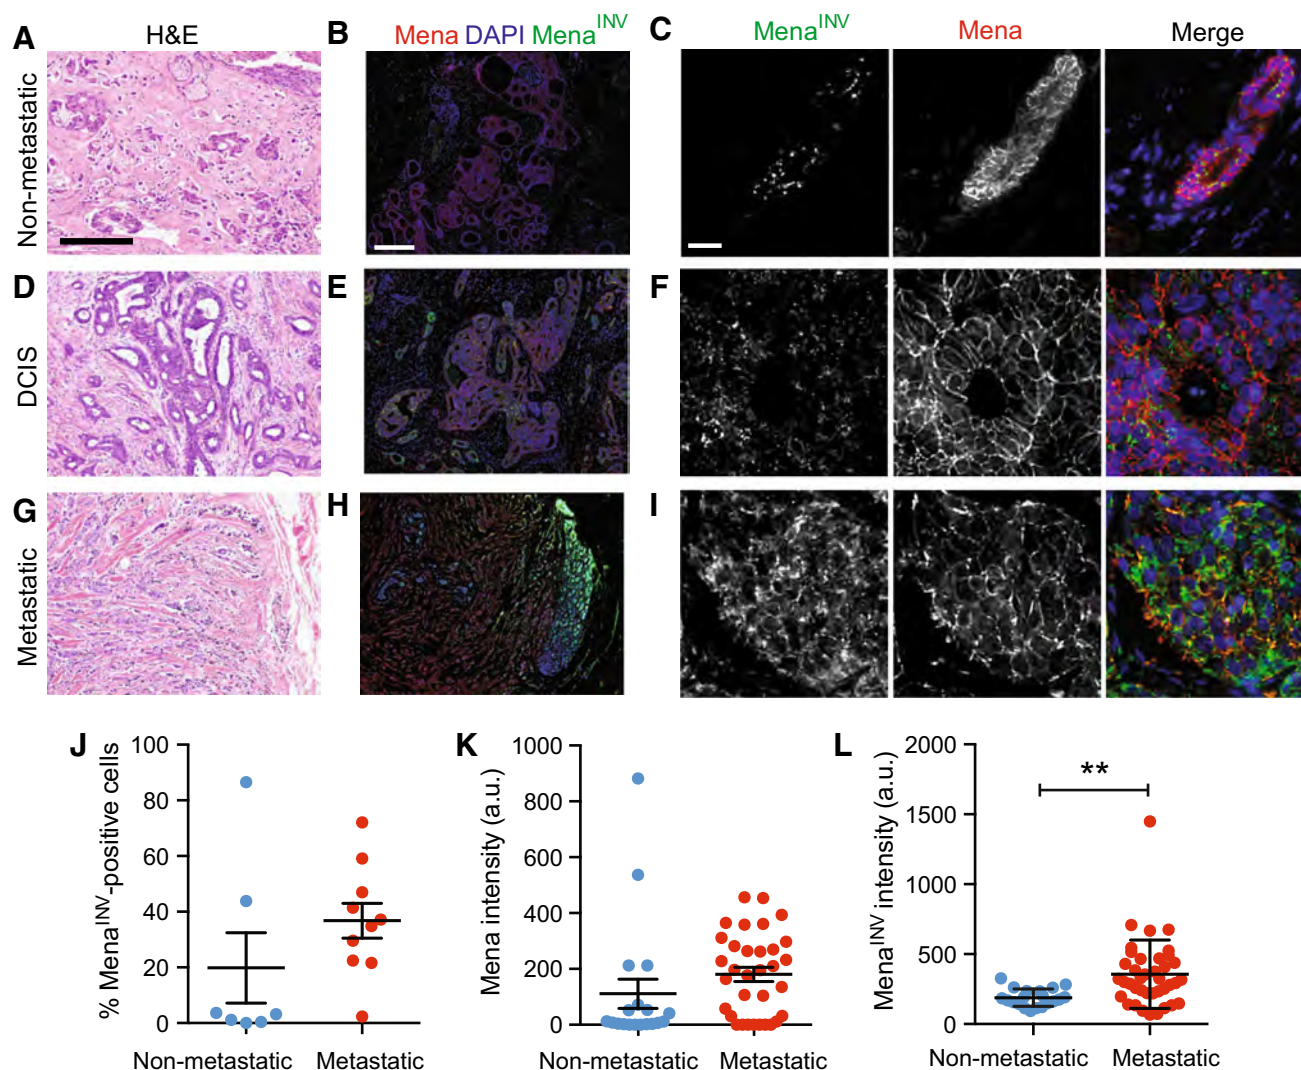 A H&E
B Mena DAPI Mena^INV
C Mena^INV Mena Merge
Non-metastatic
D E F
DCIS
G H I
Metastatic
J
% Mena^INV-positive cells
100
80
60
40
20
0
Non-metastatic Metastatic
K
Mena intensity (a.u.)
1000
800
600
400
200
0
Non-metastatic Metastatic
L
Mena^INV intensity (a.u.)
2000
1500
1000
500
0
**
Non-metastatic Metastatic